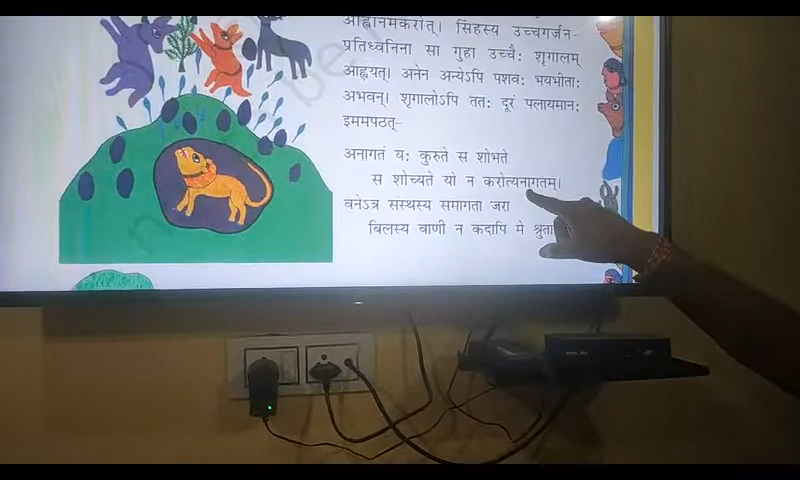 आह्वानमकरोत्। सिंहस्य उच्चगर्जन-
प्रतिध्वनिना सा गुहा उच्चैः शृगालम्
आह्वयत्। अनेन अन्येऽपि पशवः भयभीताः
अभवन्। शृगालोऽपि ततः दूरं पलायमानः
इममपठत्-
अनागतं यः कुरुते स शोभते
स शोच्यते यो न करोत्यनागतम्।
वनेऽत्र संस्थस्य समागता जरा
बिलस्य वाणी न कदापि मे श्रुता